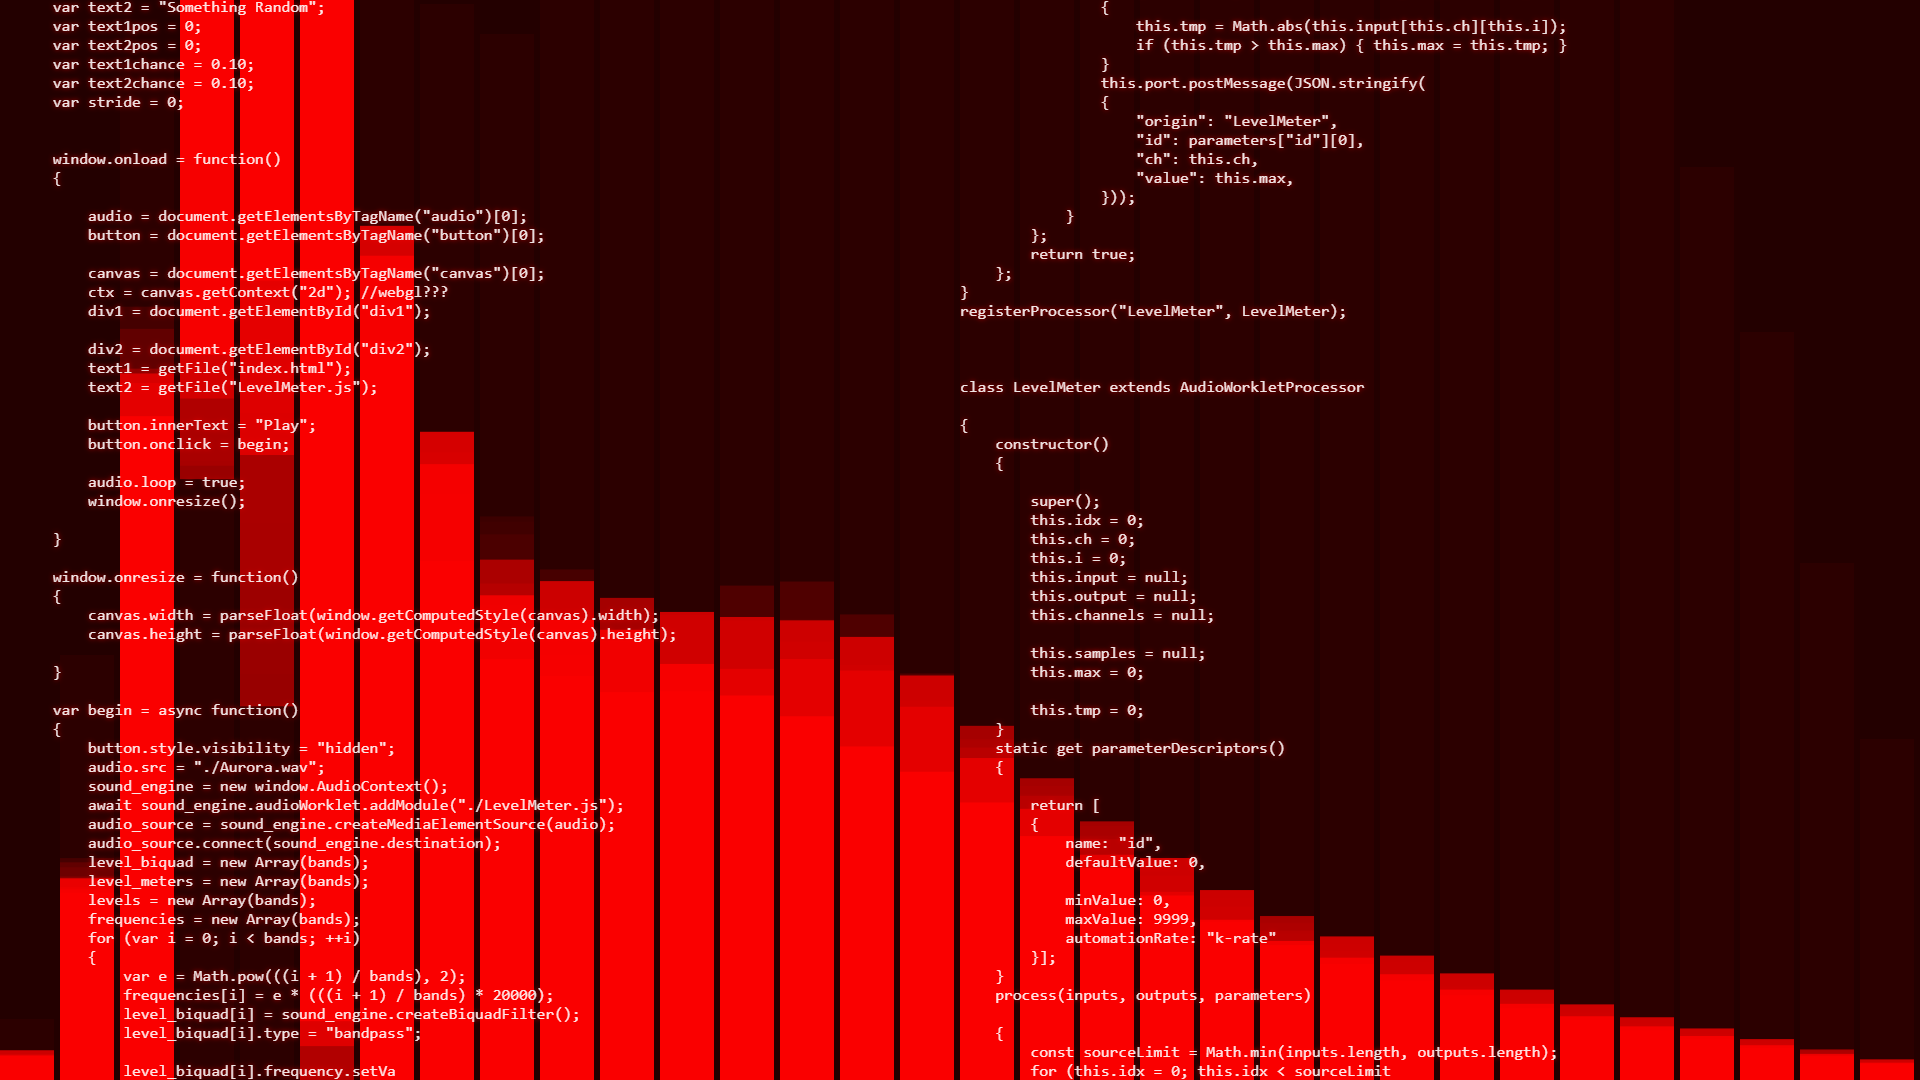 var text2 = "Something Random";
var text1pos = 0;
var text2pos = 0;
var text1chance = 0.10;
var text2chance = 0.10;
var stride = 0;
window.onload = function()
{
audio = document.getElementsByTagName("audio")[0];
button = document.getElementsByTagName("button")[0];
canvas = document.getElementsByTagName("canvas")[0];
ctx = canvas.getContext("2d"); //webgl???
div1 = document.getElementById("div1");
div2 = document.getElementById("div2");
text1 = getFile("index.html");
text2 = getFile("LevelMeter.js");
button.innerText = "Play";
button.onclick = begin;
audio.loop = true;
window.onresize();
}
window.onresize = function()
{
canvas.width = parseFloat(window.getComputedStyle(canvas).width);
canvas.height = parseFloat(window.getComputedStyle(canvas).height);
}
var begin = async function()
{
button.style.visibility = "hidden";
audio.src = "./Aurora.wav";
sound_engine = new window.AudioContext();
await sound_engine.audioWorklet.addModule("./LevelMeter.js");
audio_source = sound_engine.createMediaElementSource(audio);
audio_source.connect(sound_engine.destination);
level_biquad = new Array(bands);
level_meters = new Array(bands);
levels = new Array(bands);
frequencies = new Array(bands);
for (var i = 0; i < bands; ++i)
{
var e = Math.pow(((i + 1) / bands), 2);
frequencies[i] = e * (((i + 1) / bands) * 20000);
level_biquad[i] = sound_engine.createBiquadFilter();
level_biquad[i].type = "bandpass";
level_biquad[i].frequency.setVa
{
this.tmp = Math.abs(this.input[this.ch][this.i]);
if (this.tmp > this.max) { this.max = this.tmp; }
}
this.port.postMessage(JSON.stringify(
{
"origin": "LevelMeter",
"id": parameters["id"][0],
"ch": this.ch,
"value": this.max,
}));
}
};
return true;
};
}
registerProcessor("LevelMeter", LevelMeter);
class LevelMeter extends AudioWorkletProcessor
{
constructor()
{
super();
this.idx = 0;
this.ch = 0;
this.i = 0;
this.input = null;
this.output = null;
this.channels = null;
this.samples = null;
this.max = 0;
this.tmp = 0;
}
static get parameterDescriptors()
{
return [
{
name: "id",
defaultValue: 0,
minValue: 0,
maxValue: 9999,
automationRate: "k-rate"
}];
}
process(inputs, outputs, parameters)
{
const sourceLimit = Math.min(inputs.length, outputs.length);
for (this.idx = 0; this.idx < sourceLimit